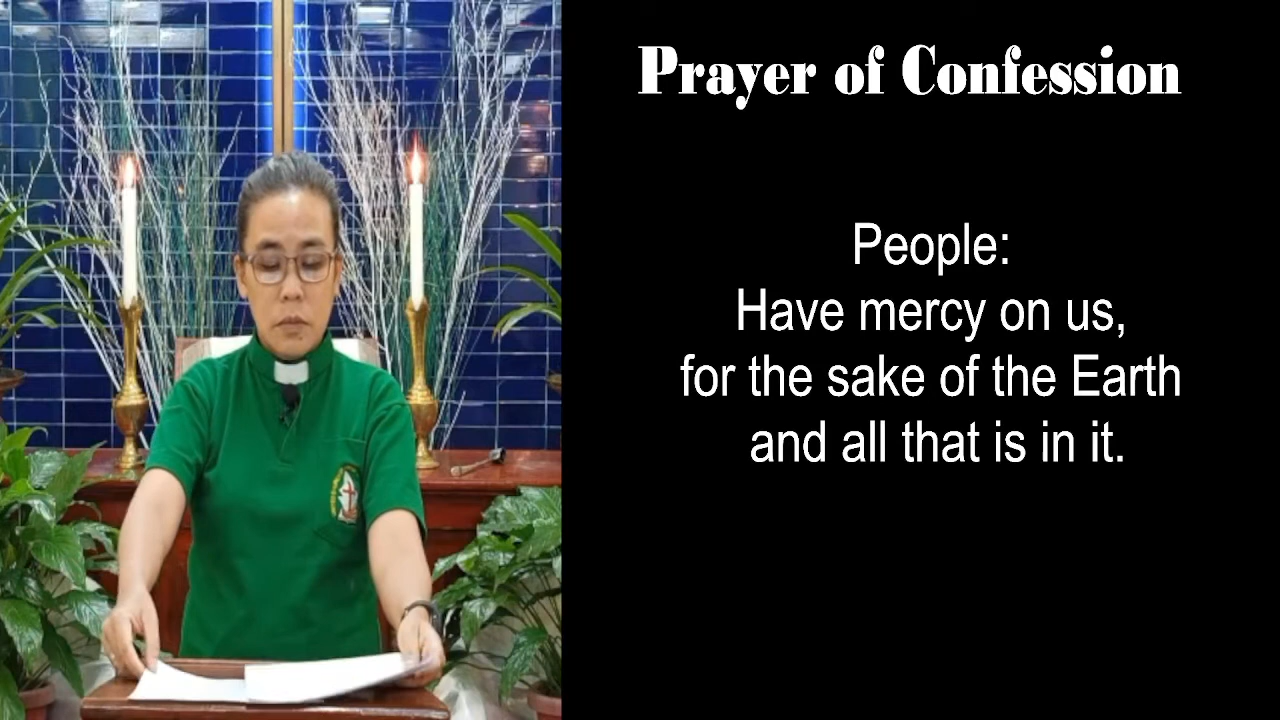 Prayer of Confession
People:
Have mercy on us,
for the sake of the Earth
and all that is in it.